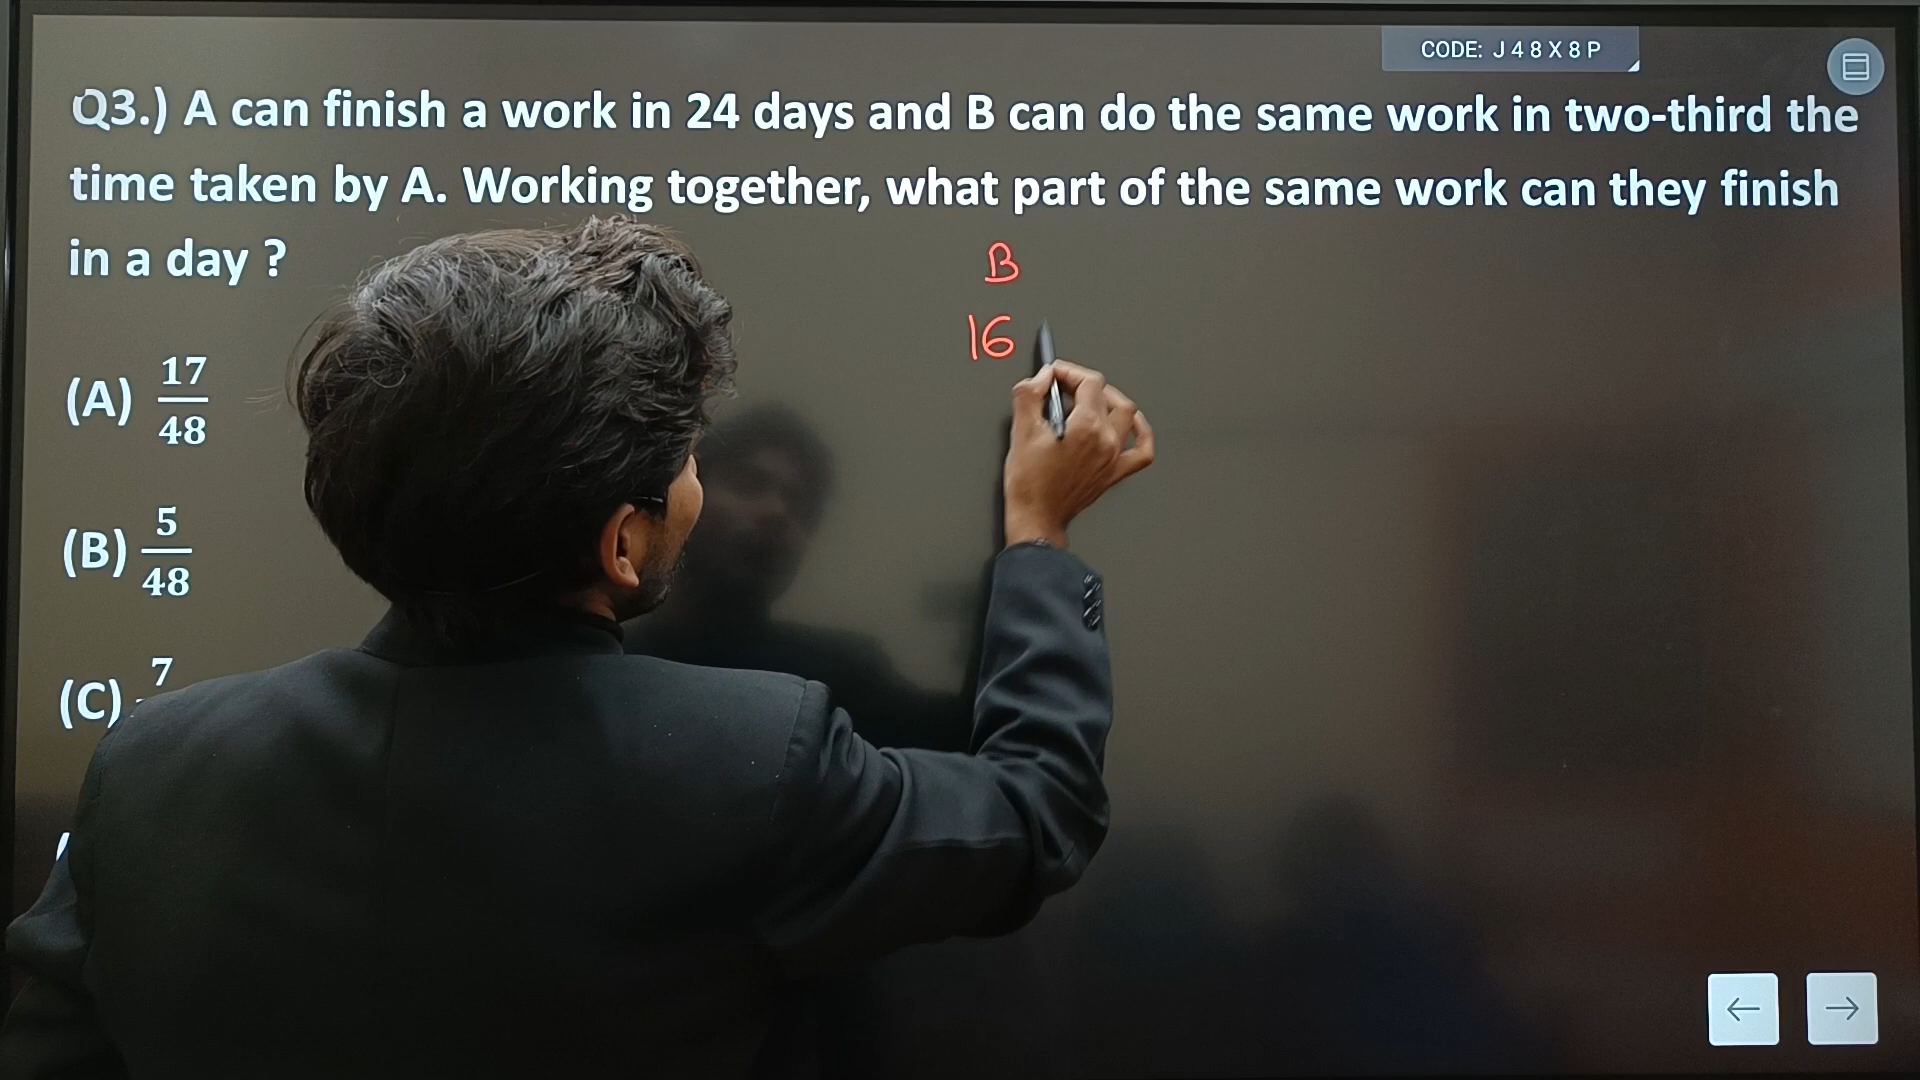 CODE: J48X8P
Q3.) A can finish a work in 24 days and B can do the same work in two-third the
time taken by A. Working together, what part of the same work can they finish
in a day ?
B
16
(A) 17/48
(B) 5/48
(C) 7